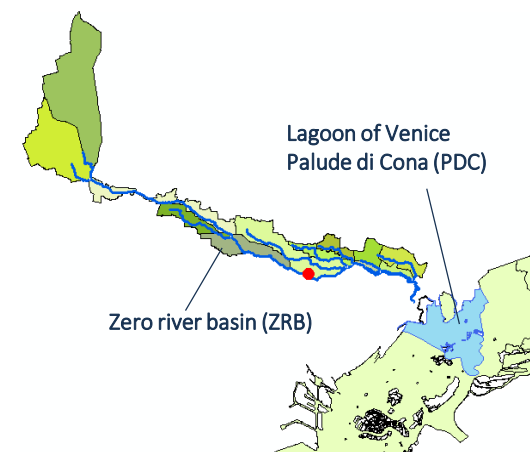 Lagoon of Venice
Palude di Cona (PDC)
Zero river basin (ZRB)